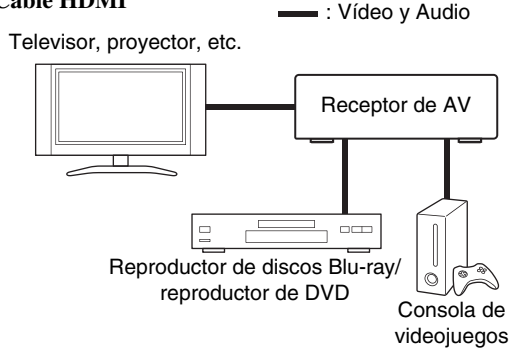 Cable HDMI
: Vídeo y Audio
Televisor, proyector, etc.
Receptor de AV
Reproductor de discos Blu-ray/
reproductor de DVD
Consola de
videojuegos